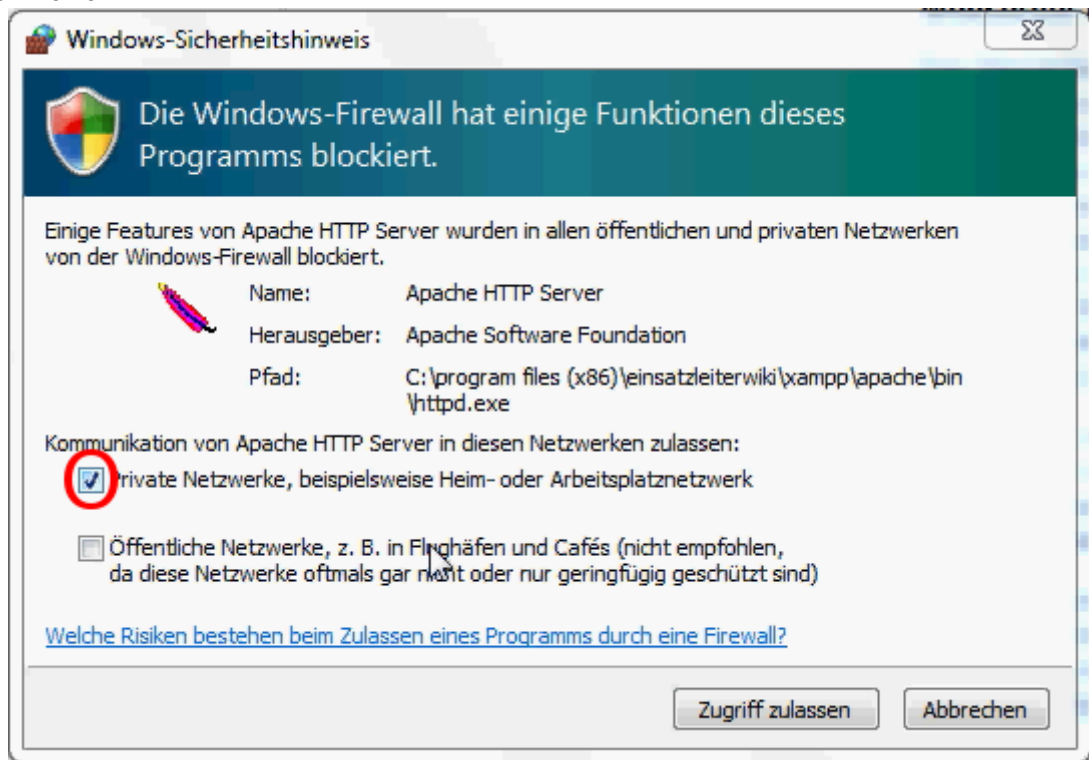 Windows-Sicherheitshinweis
Die Windows-Firewall hat einige Funktionen dieses
Programms blockiert.
Einige Features von Apache HTTP Server wurden in allen öffentlichen und privaten Netzwerken
von der Windows-Firewall blockiert.
Name: Apache HTTP Server
Herausgeber: Apache Software Foundation
Pfad: C:\program files (x86)\einsatzleiterwiki\xampp\apache\bin
\httpd.exe
Kommunikation von Apache HTTP Server in diesen Netzwerken zulassen:
Private Netzwerke, beispielsweise Heim- oder Arbeitsplatznetzwerk
Öffentliche Netzwerke, z. B. in Flughäfen und Cafés (nicht empfohlen,
da diese Netzwerke oftmals gar nicht oder nur geringfügig geschützt sind)
Welche Risiken bestehen beim Zulassen eines Programms durch eine Firewall?
Zugriff zulassen Abbrechen